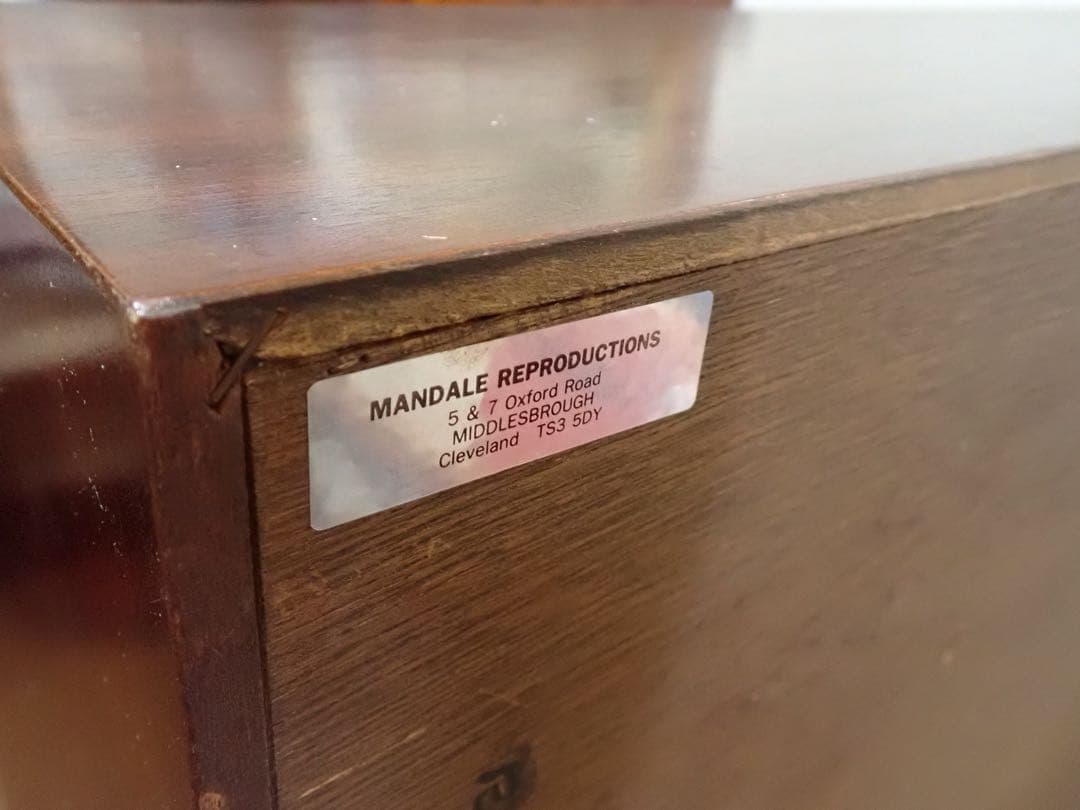 MANDALE REPRODUCTIONS
5 & 7 Oxford Road
MIDDLESBROUGH
Cleveland TS3 5DY